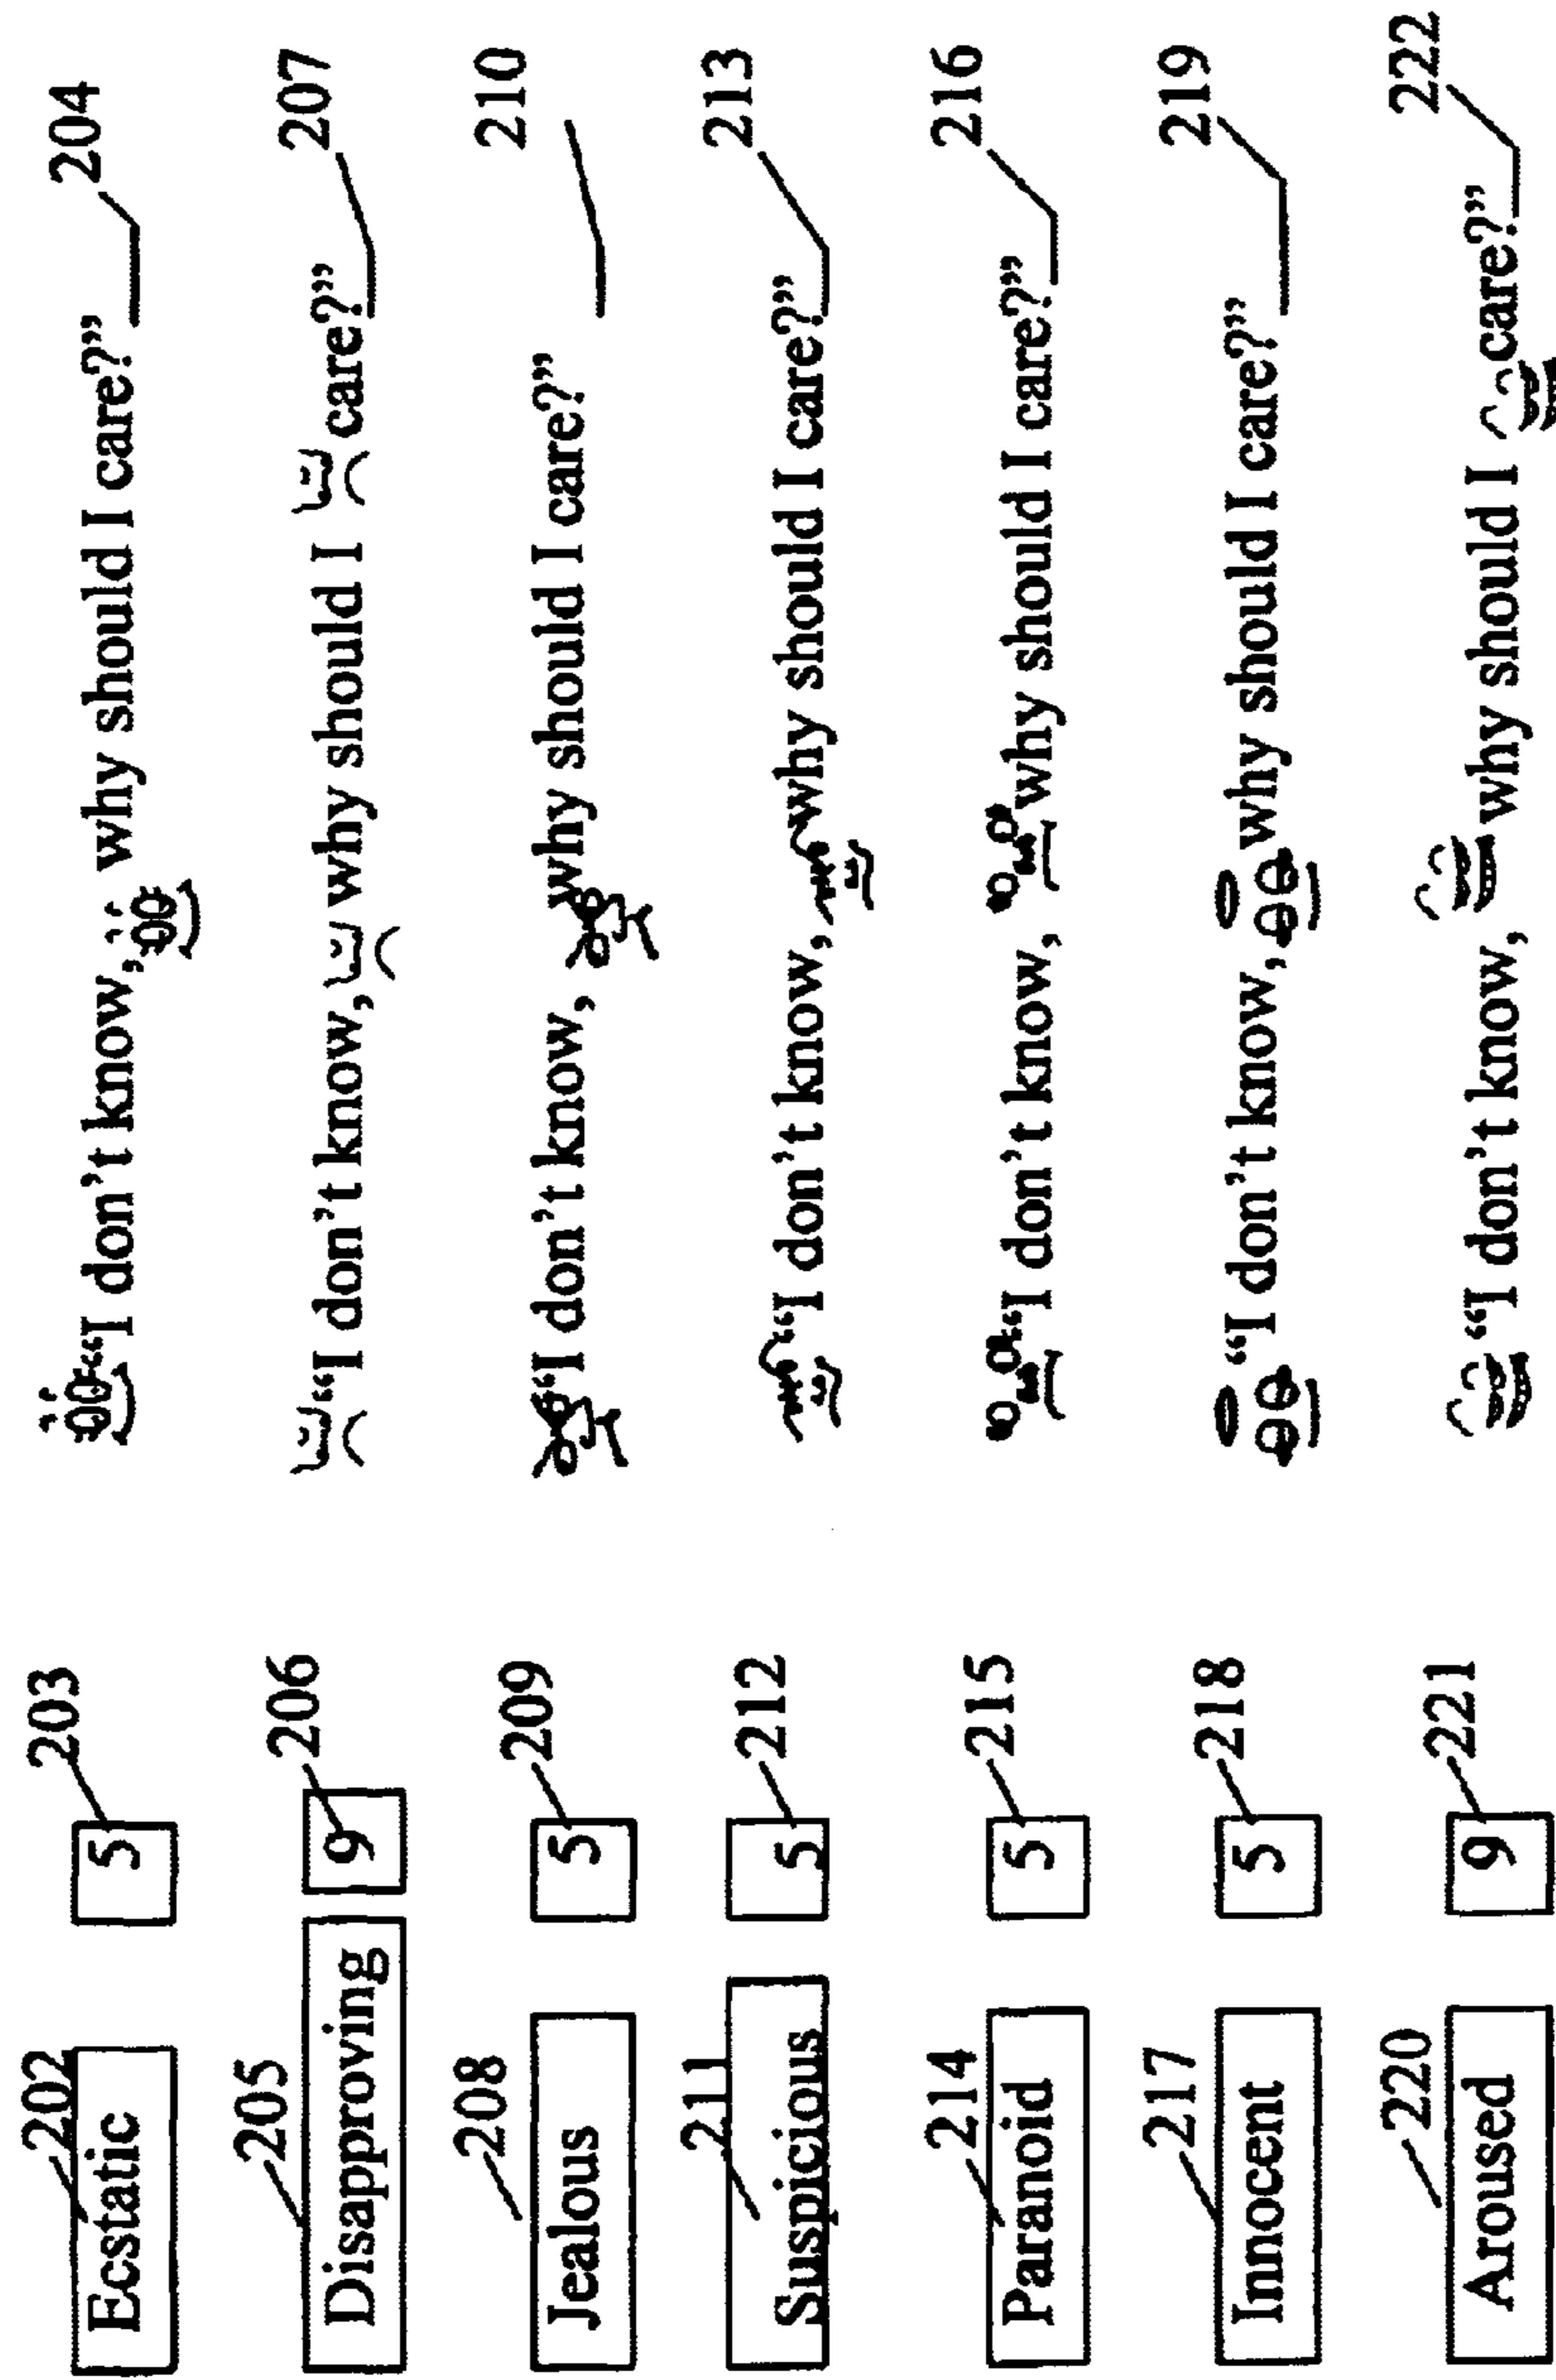 202 203 204
Ecstatic 5 “I don’t know, why should I care?”
205 206 207
Disapproving 9 “I don’t know, why should I care?”
208 209 210
Jealous 5 “I don’t know, why should I care?”
211 212 213
Suspicious 5 “I don’t know, why should I care?”
214 215 216
Paranoid 5 “I don’t know, why should I care?”
217 218 219
Innocent 5 “I don’t know, why should I care?”
220 221 222
Aroused 9 “I don’t know, why should I care?”